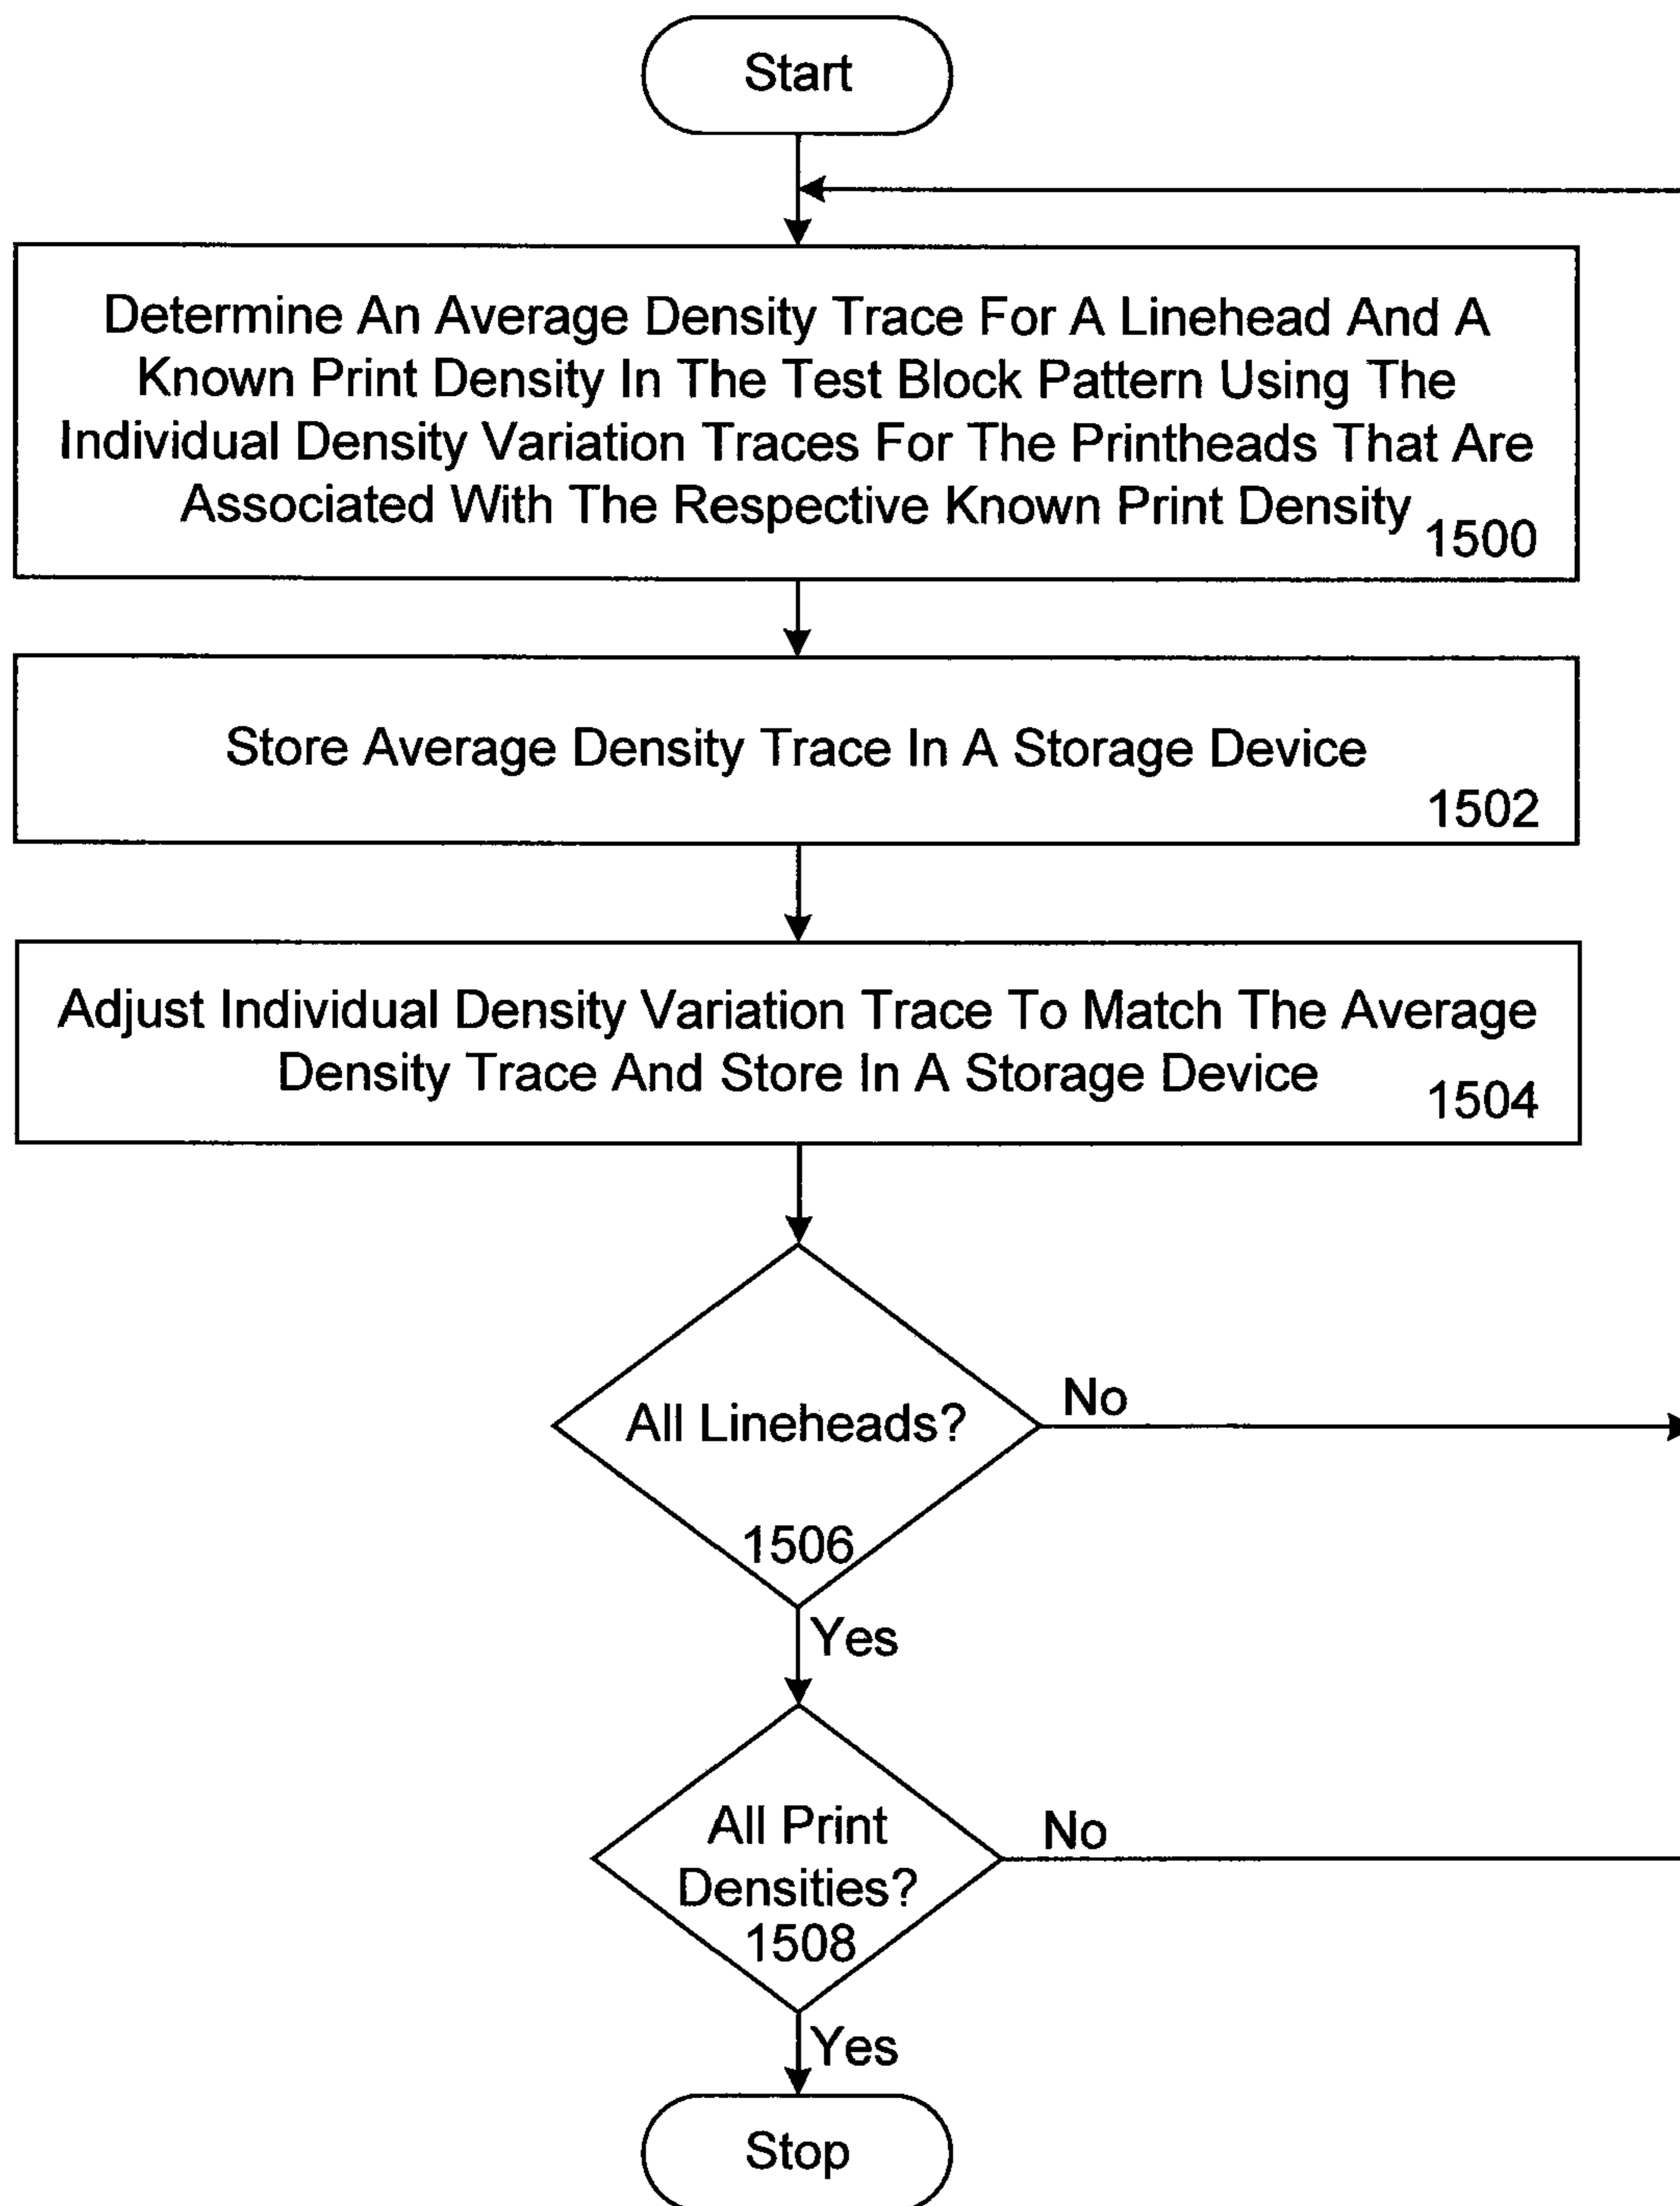 Start
Determine An Average Density Trace For A Linehead And A
Known Print Density In The Test Block Pattern Using The
Individual Density Variation Traces For The Printheads That Are
Associated With The Respective Known Print Density
1500
Store Average Density Trace In A Storage Device
1502
Adjust Individual Density Variation Trace To Match The Average
Density Trace And Store In A Storage Device
1504
All Lineheads?
No
1506
Yes
All Print
Densities?
No
1508
Yes
Stop